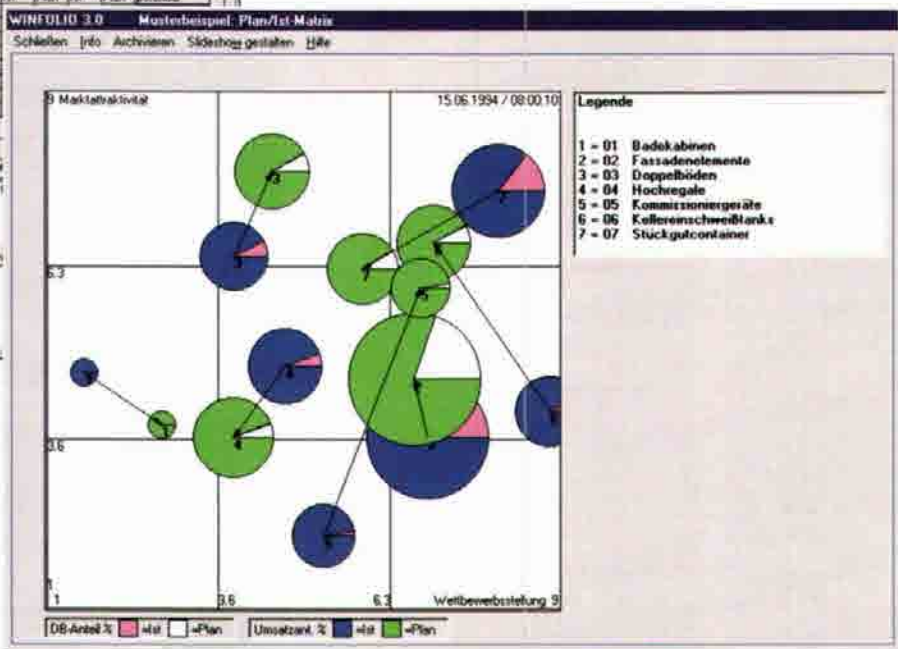 WINFOLIO 3.0 Musterbeispiel: Plan/Ist-Matrix
Schließen Info Archivieren Slideshow gestalten Hilfe
9 Marktattraktivität 15.06.1994 / 08:00:10
Legende
1 = 01 Badekabinen
2 = 02 Fassadenelemente
3 = 03 Doppelböden
4 = 04 Hochregale
5 = 05 Kommissioniergeräte
6 = 06 Kellereinschweißtanks
7 = 07 Stückgutcontainer
6.3
3.6
1
1 3.6 6.3 Wettbewerbsstellung 9
DB-Anteil % =Ist =Plan Umsatzant. % =Ist =Plan